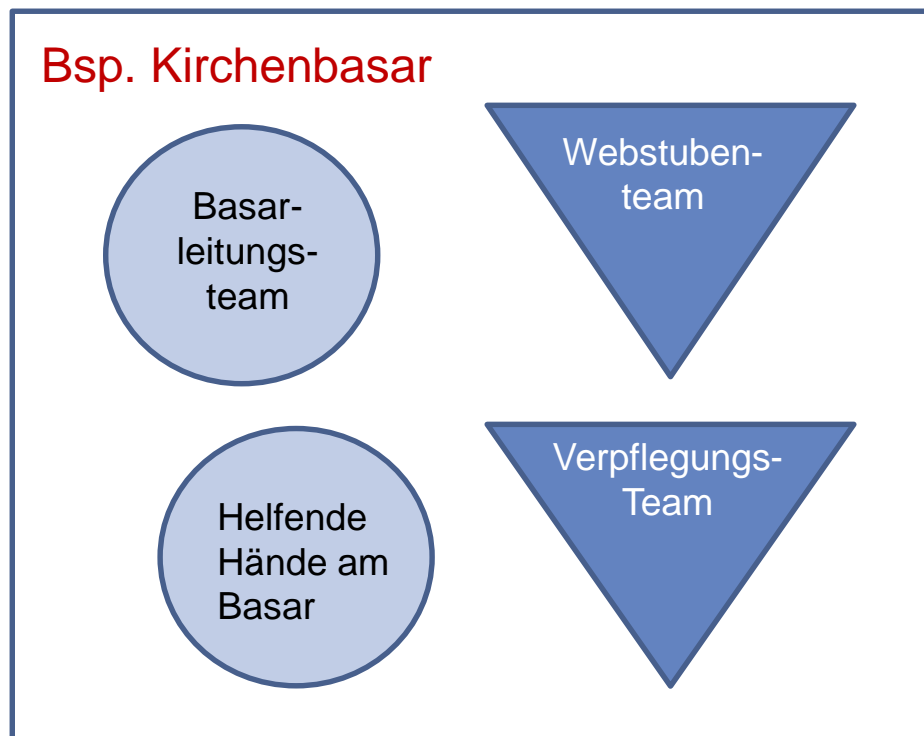 Bsp. Kirchenbasar
Basar-
leitungs-
team
Webstuben-
team
Helfende
Hände am
Basar
Verpflegungs-
Team